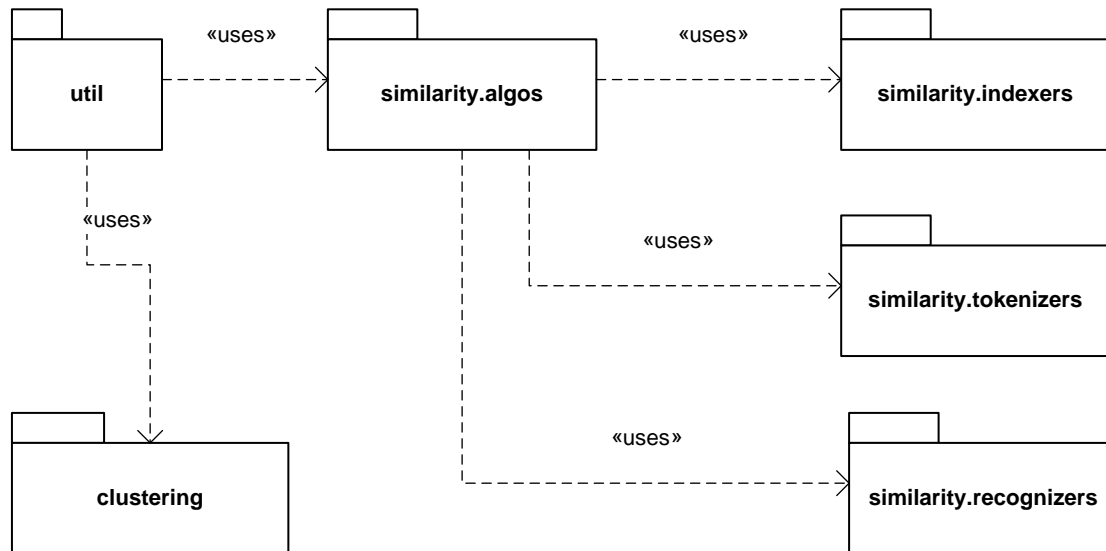 «uses»
«uses»
util
similarity.algos
similarity.indexers
«uses»
«uses»
similarity.tokenizers
«uses»
clustering
similarity.recognizers